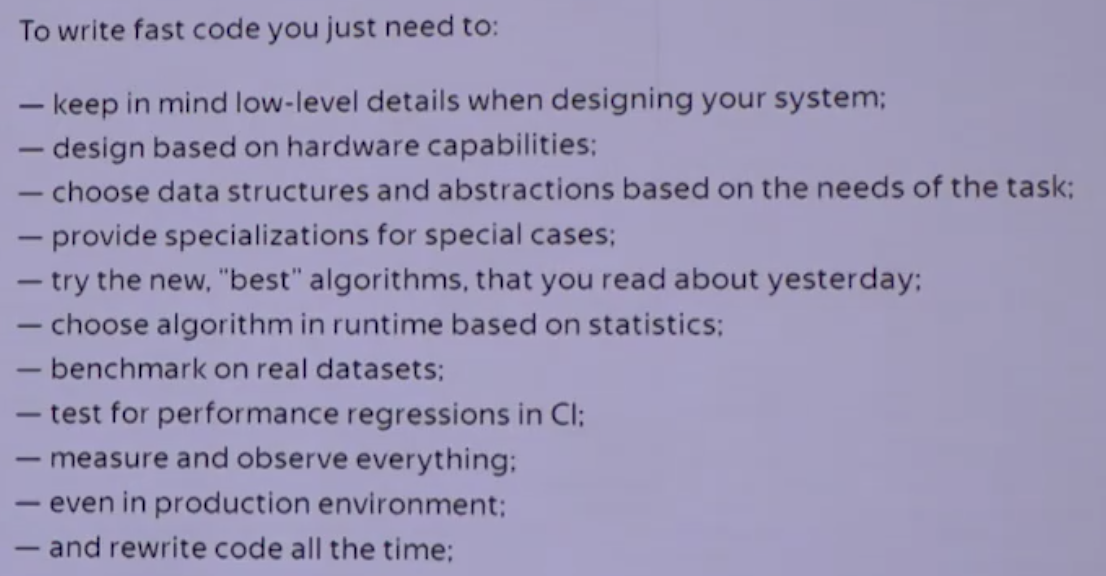 To write fast code you just need to:
— keep in mind low-level details when designing your system;
— design based on hardware capabilities;
— choose data structures and abstractions based on the needs of the task;
— provide specializations for special cases;
— try the new, "best" algorithms, that you read about yesterday;
— choose algorithm in runtime based on statistics;
— benchmark on real datasets;
— test for performance regressions in CI;
— measure and observe everything;
— even in production environment;
— and rewrite code all the time;